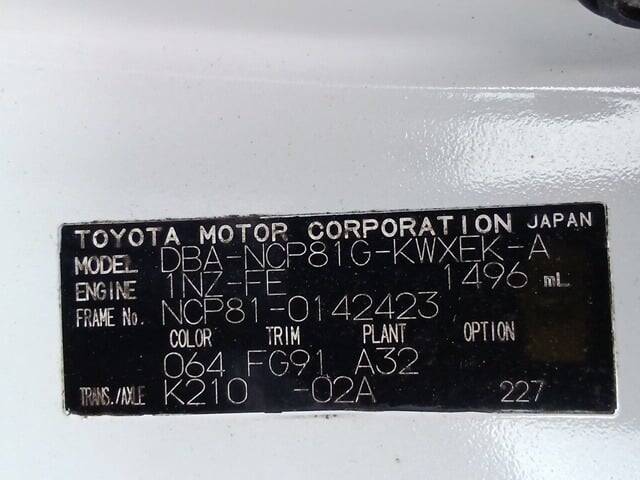 TOYOTA MOTOR CORPORATION JAPAN
MODEL DBA-NCP81G-KWXEK-A
ENGINE 1NZ-FE 1496 mL
FRAME No. NCP81-0142423
COLOR TRIM PLANT OPTION
064 FG91 A32
TRANS./AXLE K210 -02A 227